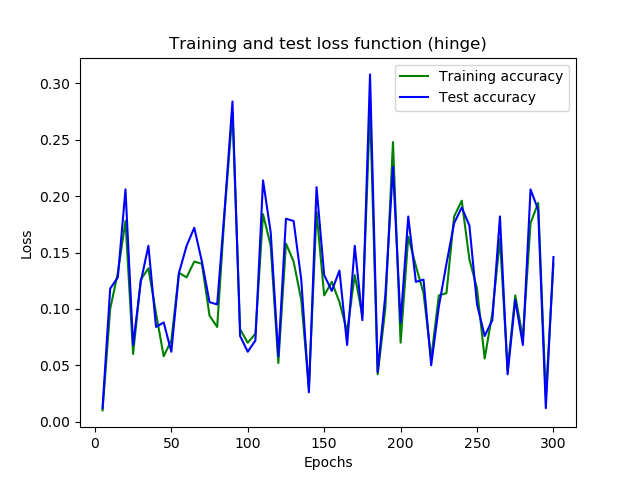 Training and test loss function (hinge)
Training accuracy
Test accuracy
0.30
0.25
0.20
0.15
0.10
0.05
0.00
Loss
0 50 100 150 200 250 300
Epochs